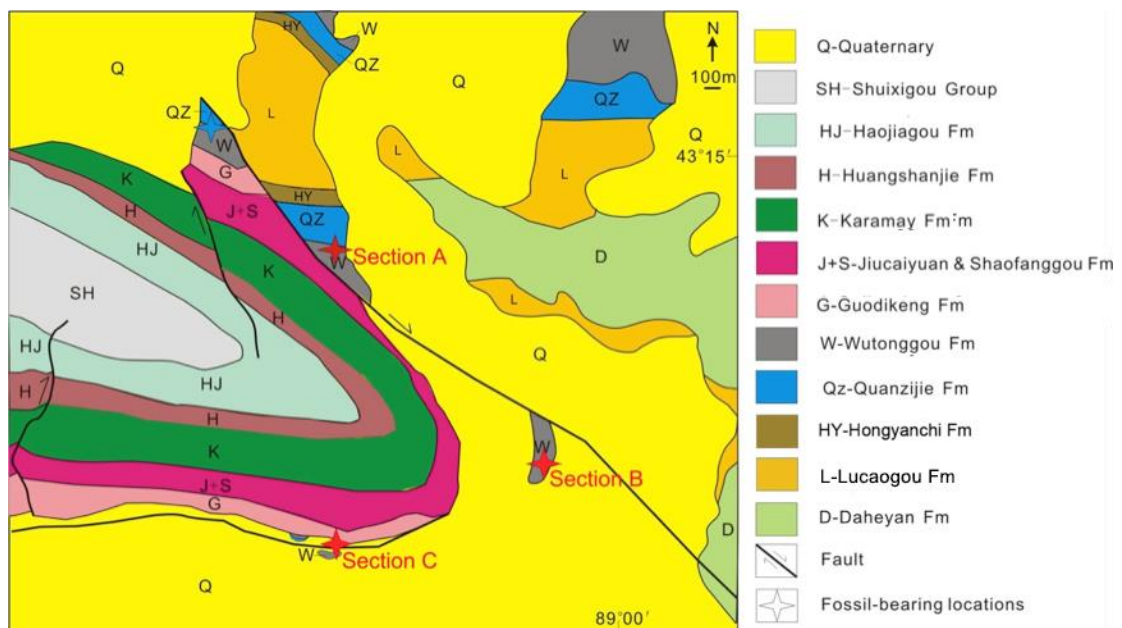 HY
W
N
W
100m
Q
Q
QZ
QZ
QZ
L
Q
W
43°15′
G
L
L
K
HY
J+S
QZ
H
HJ
K
Section A
W
D
SH
H
L
HJ
Q
HJ
H
H
W
K
Section B
J+S
G
D
W
Section C
Q
89°00′
Q-Quaternary
SH-Shuixigou Group
HJ-Haojiagou Fm
H-Huangshanjie Fm
K-Karamay Fm:m
J+S-Jiucaiyuan & Shaofanggou Fm
G-Guodikeng Fm
W-Wutonggou Fm
Qz-Quanzijie Fm
HY-Hongyanchi Fm
L-Lucaogou Fm
D-Daheyan Fm
Fault
Fossil-bearing locations